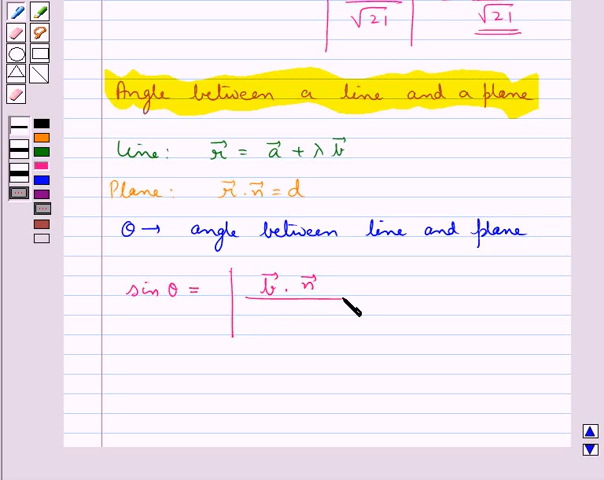 √21 √21
Angle between a line and a plane
Line: r⃗ = a⃗ + λ b⃗
Plane: r⃗ . n⃗ = d
θ → angle between line and plane
sin θ = | b⃗ . n⃗